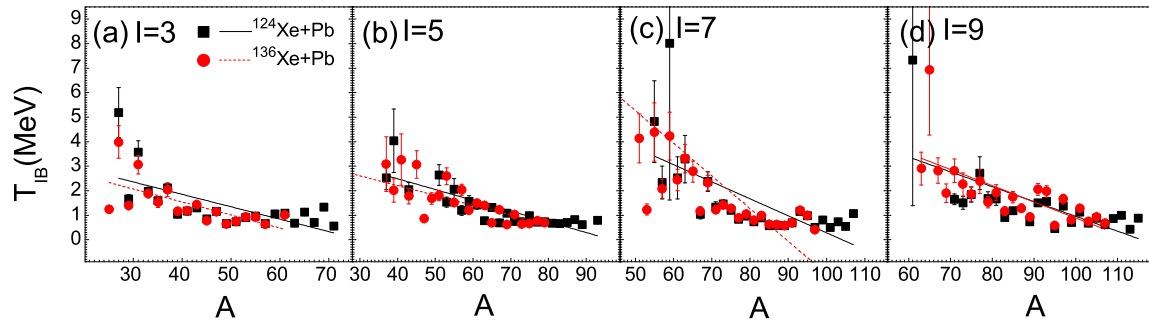 (a) I=3
124Xe+Pb
136Xe+Pb
(b) I=5
(c) I=7
(d) I=9
T_IB(MeV)
9
8
7
6
5
4
3
2
1
0
30 40 50 60 70
30 40 50 60 70 80 90
50 60 70 80 90 100 110
60 70 80 90 100 110
A
A
A
A